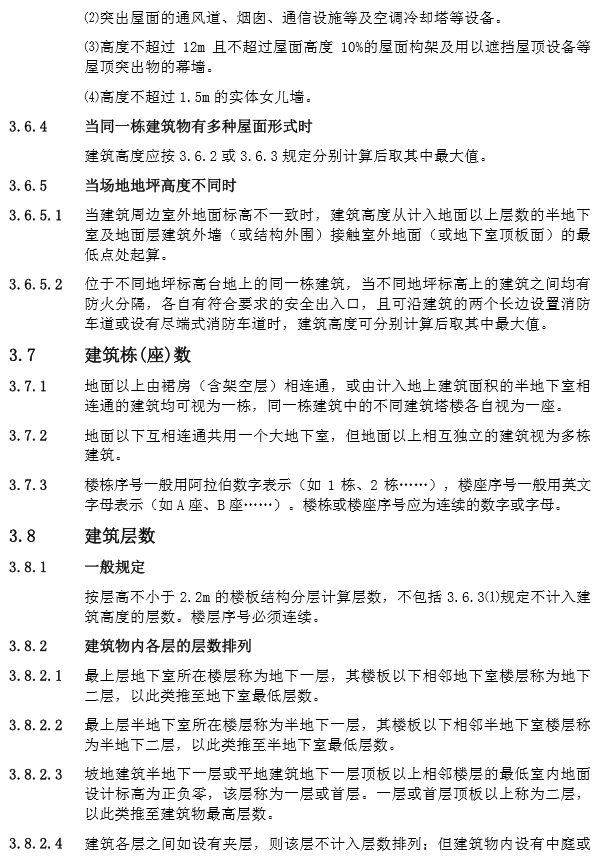 ⑵突出屋面的通风道、烟囱、通信设施等及空调冷却塔等设备。
⑶高度不超过 12m 且不超过屋面高度 10%的屋面构架及用以遮挡屋顶设备等
屋顶突出物的幕墙。
⑷高度不超过1.5m的实体女儿墙。
3.6.4 当同一栋建筑物有多种屋面形式时
建筑高度应按3.6.2或3.6.3规定分别计算后取其中最大值。
3.6.5 当场地地坪高度不同时
3.6.5.1 当建筑周边室外地面标高不一致时，建筑高度从计入地面以上层数的半地下
室及地面层建筑外墙（或结构外围）接触室外地面（或地下室顶板面）的最
低点处起算。
3.6.5.2 位于不同地坪标高台地上的同一栋建筑，当不同地坪标高上的建筑之间均有
防火分隔，各自有符合要求的安全出入口，且可沿建筑的两个长边设置消防
车道或设有尽端式消防车道时，建筑高度可分别计算后取其中最大值。
3.7 建筑栋(座)数
3.7.1 地面以上由裙房（含架空层）相连通，或由计入地上建筑面积的半地下室相
连通的建筑均可视为一栋，同一栋建筑中的不同建筑塔楼各自视为一座。
3.7.2 地面以下互相连通共用一个大地下室，但地面以上相互独立的建筑视为多栋
建筑。
3.7.3 楼栋序号一般用阿拉伯数字表示（如 1 栋、2 栋……），楼座序号一般用英文
字母表示（如A座、B座……）。楼栋或楼座序号应为连续的数字或字母。
3.8 建筑层数
3.8.1 一般规定
按层高不小于 2.2m 的楼板结构分层计算层数，不包括 3.6.3⑴规定不计入建
筑高度的层数。楼层序号必须连续。
3.8.2 建筑物内各层的层数排列
3.8.2.1 最上层地下室所在楼层称为地下一层，其楼板以下相邻地下室楼层称为地下
二层，以此类推至地下室最低层数。
3.8.2.2 最上层半地下室所在楼层称为半地下一层，其楼板以下相邻半地下室楼层称
为半地下二层，以此类推至半地下室最低层数。
3.8.2.3 坡地建筑半地下一层或平地建筑地下一层顶板以上相邻楼层的最低室内地面
设计标高为正负零，该层称为一层或首层。一层或首层顶板以上称为二层，
以此类推至建筑物最高层数。
3.8.2.4 建筑各层之间如设有夹层，则该层不计入层数排列；但建筑物内设有中庭或